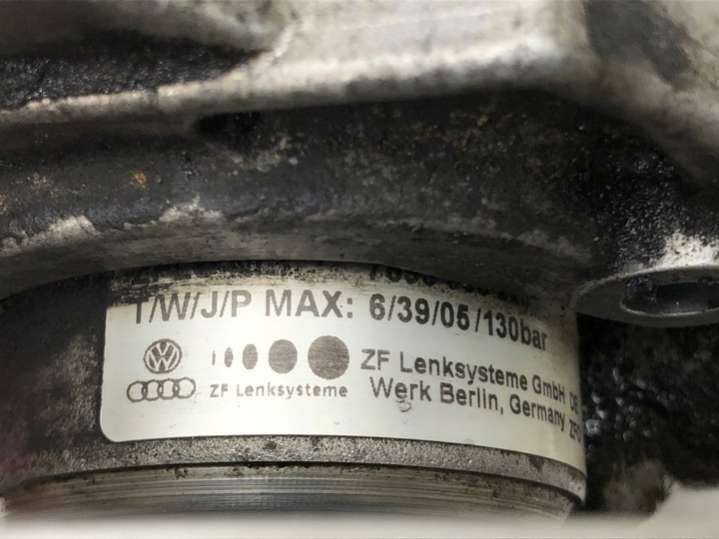 T/W/J/P MAX: 6/39/05/130bar
ZF Lenksysteme GmbH
ZF Lenksysteme
Werk Berlin, Germany